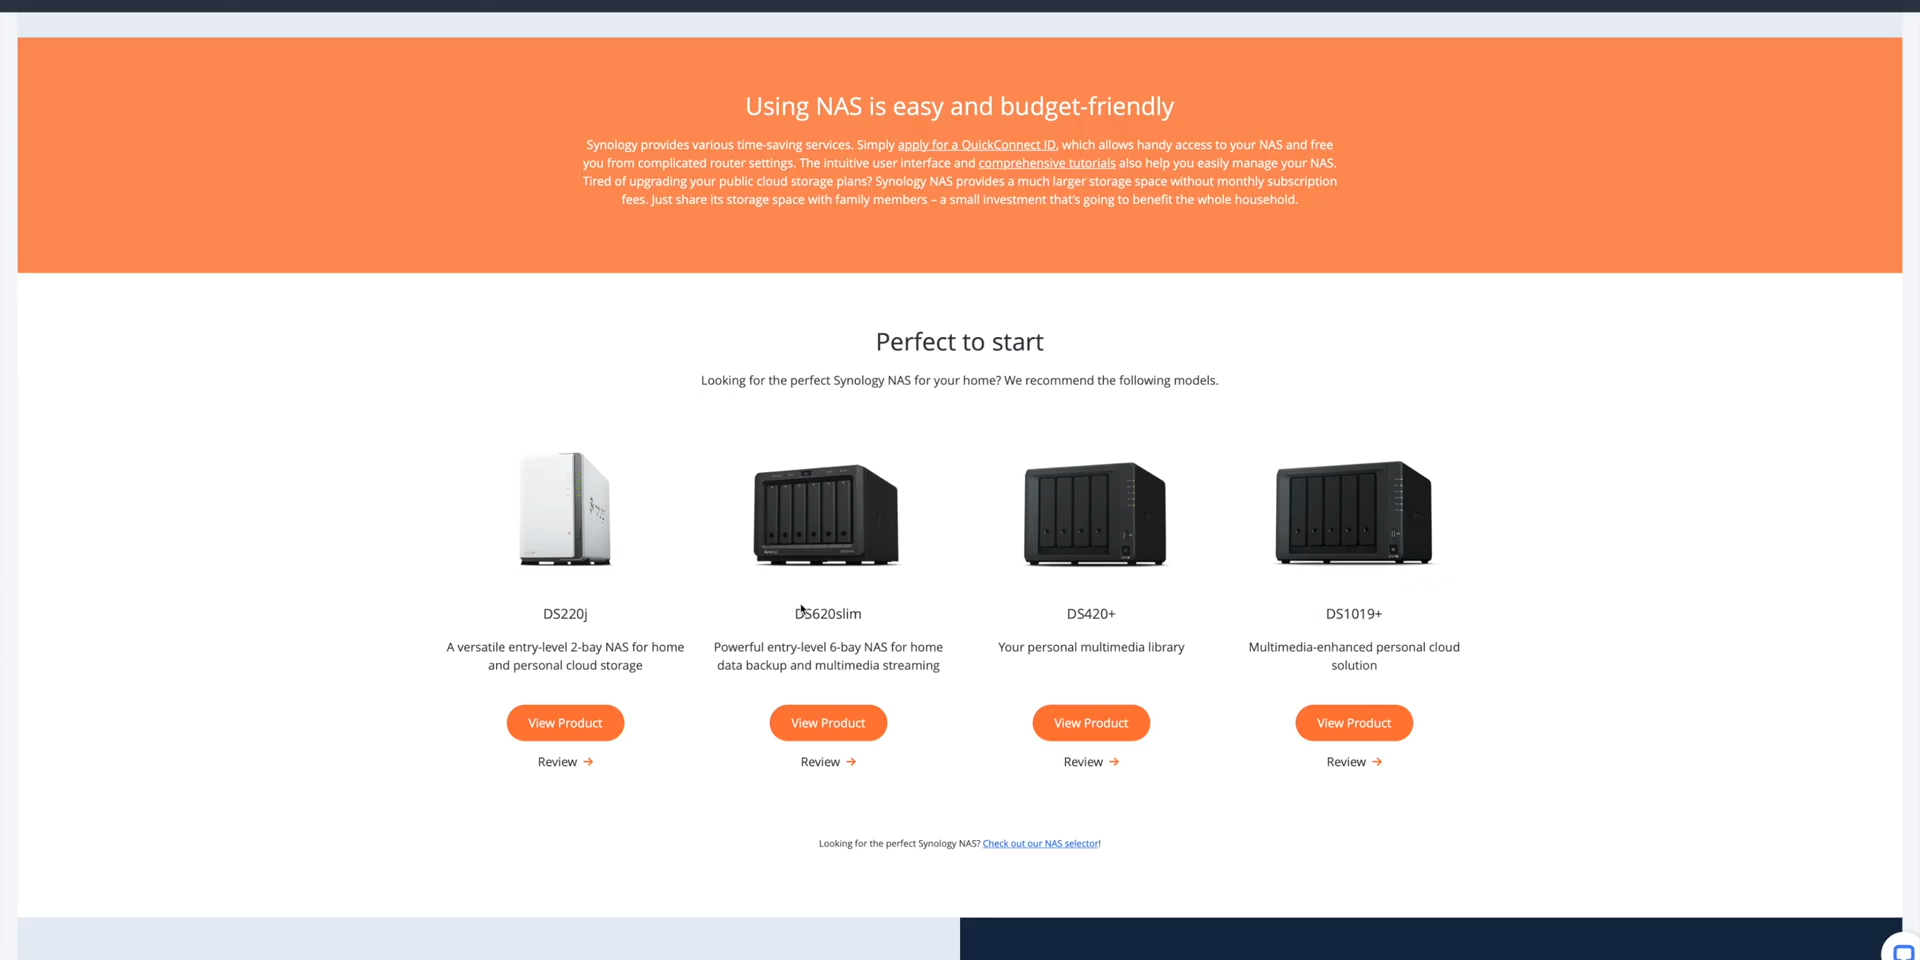 Using NAS is easy and budget-friendly
Synology provides various time-saving services. Simply apply for a QuickConnect ID, which allows handy access to your NAS and free
you from complicated router settings. The intuitive user interface and comprehensive tutorials also help you easily manage your NAS.
Tired of upgrading your public cloud storage plans? Synology NAS provides a much larger storage space without monthly subscription
fees. Just share its storage space with family members – a small investment that's going to benefit the whole household.
Perfect to start
Looking for the perfect Synology NAS for your home? We recommend the following models.
DS220j
A versatile entry-level 2-bay NAS for home
and personal cloud storage
View Product
Review →
DS620slim
Powerful entry-level 6-bay NAS for home
data backup and multimedia streaming
View Product
Review →
DS420+
Your personal multimedia library
View Product
Review →
DS1019+
Multimedia-enhanced personal cloud
solution
View Product
Review →
Looking for the perfect Synology NAS? Check out our NAS selector!